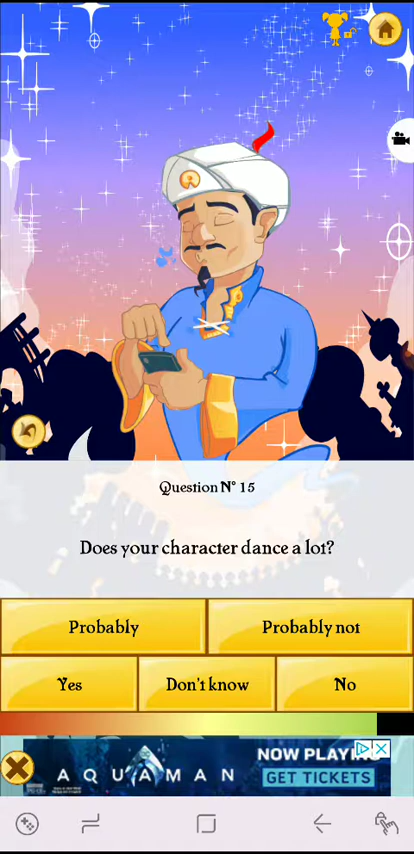 Question N° 15
Does your character dance a lot?
Probably
Probably not
Yes
Don't know
No
AQUAMAN
NOW PLAYING
GET TICKETS